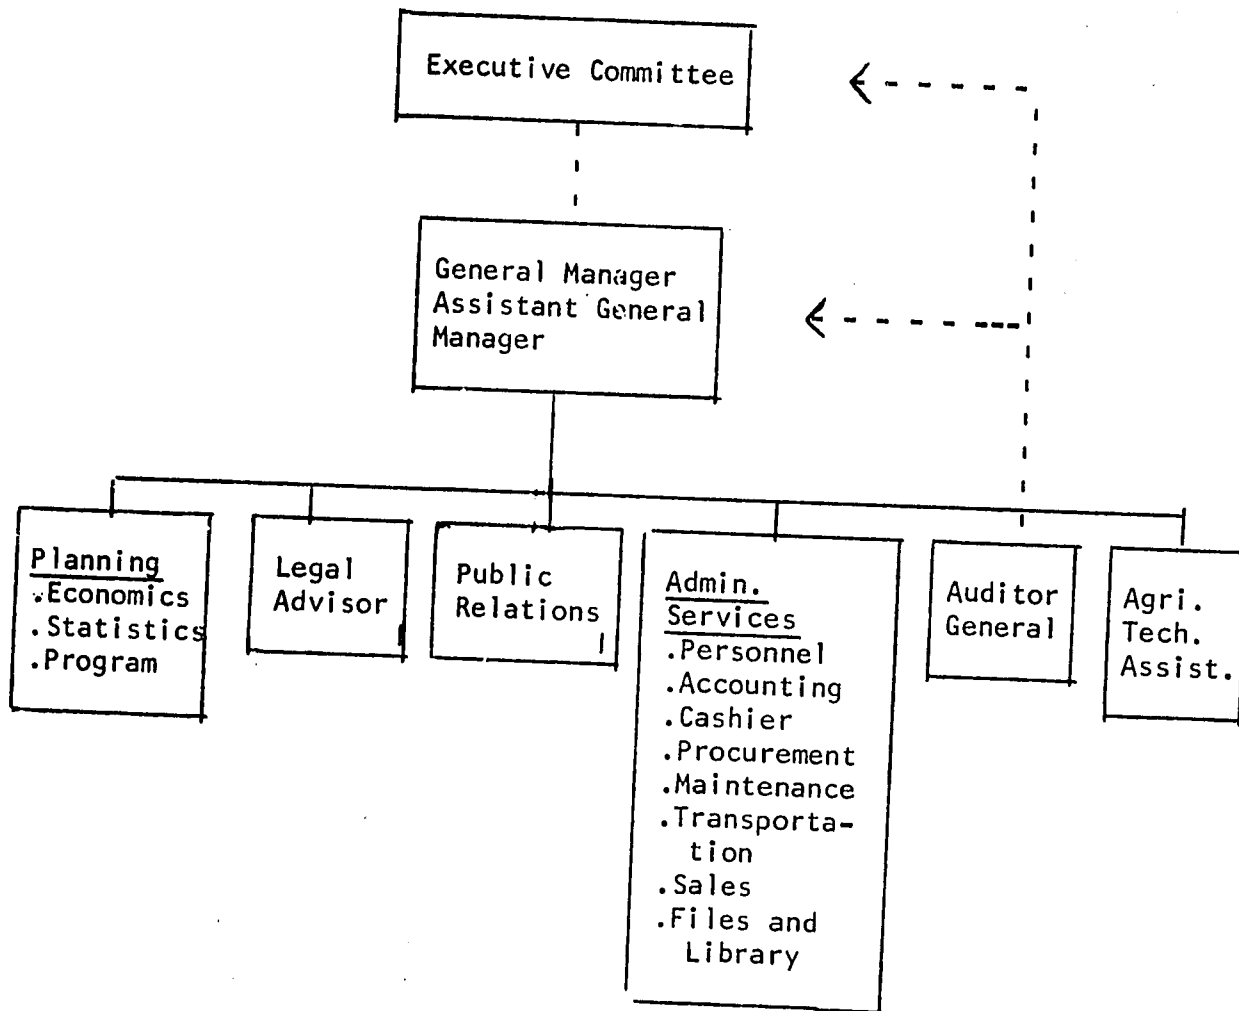 Executive Committee
General Manager
Assistant General
Manager
Planning
.Economics
.Statistics
.Program
Legal
Advisor
Public
Relations
Admin.
Services
.Personnel
.Accounting
.Cashier
.Procurement
.Maintenance
.Transporta-
tion
.Sales
.Files and
Library
Auditor
General
Agri.
Tech.
Assist.